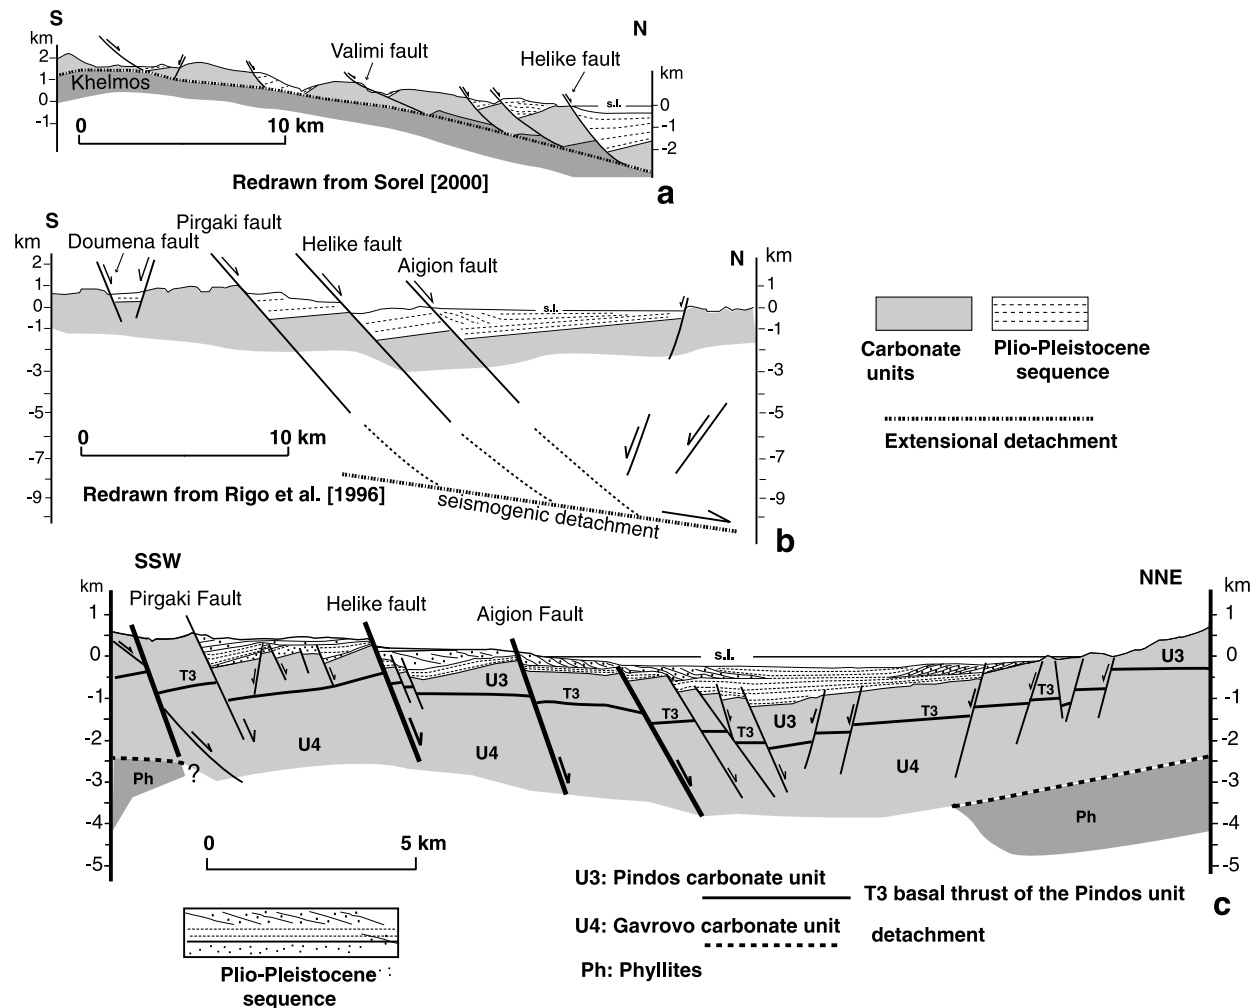 S
N
km
Valimi fault
Helike fault
km
2
1
0
-1
Khelmos
s.l.
0
-1
-2
0
10 km
Redrawn from Sorel [2000]
a
S
Pirgaki fault
km
Doumena fault
Helike fault
N
km
Aigion fault
2
1
0
-1
-3
-5
-7
-9
s.l.
1
0
-1
-3
-5
-7
-9
0
10 km
Redrawn from Rigo et al. [1996]
seismogenic detachment
b
Carbonate
units
Plio-Pleistocene
sequence
Extensional detachment
SSW
NNE
km
km
Pirgaki Fault
Helike fault
Aigion Fault
1
0
-1
-2
-3
-4
-5
s.l.
1
0
-1
-2
-3
-4
-5
T3
U3
T3
T3
T3
U3
T3
T3
U3
U4
U4
U4
Ph
?
Ph
0
5 km
Plio-Pleistocene
sequence
U3: Pindos carbonate unit
T3 basal thrust of the Pindos unit
U4: Gavrovo carbonate unit
detachment
Ph: Phyllites
c